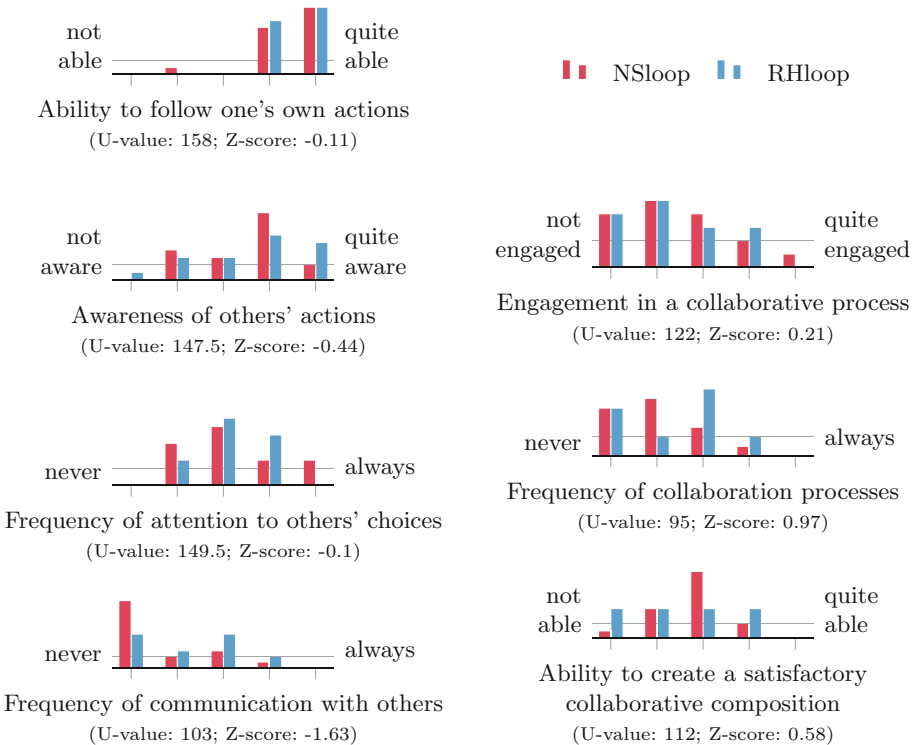 not quite
able able
Ability to follow one's own actions
(U-value: 158; Z-score: -0.11)
NSloop RHloop
not quite
aware aware
Awareness of others' actions
(U-value: 147.5; Z-score: -0.44)
never always
Frequency of attention to others' choices
(U-value: 149.5; Z-score: -0.1)
never always
Frequency of communication with others
(U-value: 103; Z-score: -1.63)
not quite
engaged engaged
Engagement in a collaborative process
(U-value: 122; Z-score: 0.21)
never always
Frequency of collaboration processes
(U-value: 95; Z-score: 0.97)
not quite
able able
Ability to create a satisfactory
collaborative composition
(U-value: 112; Z-score: 0.58)